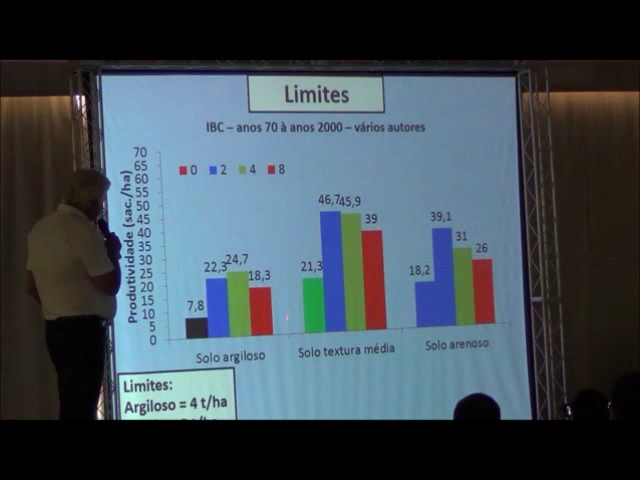 Limites
IBC – anos 70 à anos 2000 – vários autores
Produtividade (sac./ha)
70
65
60
55
50
45
40
35
30
25
20
15
10
5
0
0 2 4 8
7,8 22,3 24,7 18,3
21,3 46,7 45,9 39
18,2 39,1 31 26
Solo argiloso Solo textura média Solo arenoso
Limites:
Argiloso = 4 t/ha